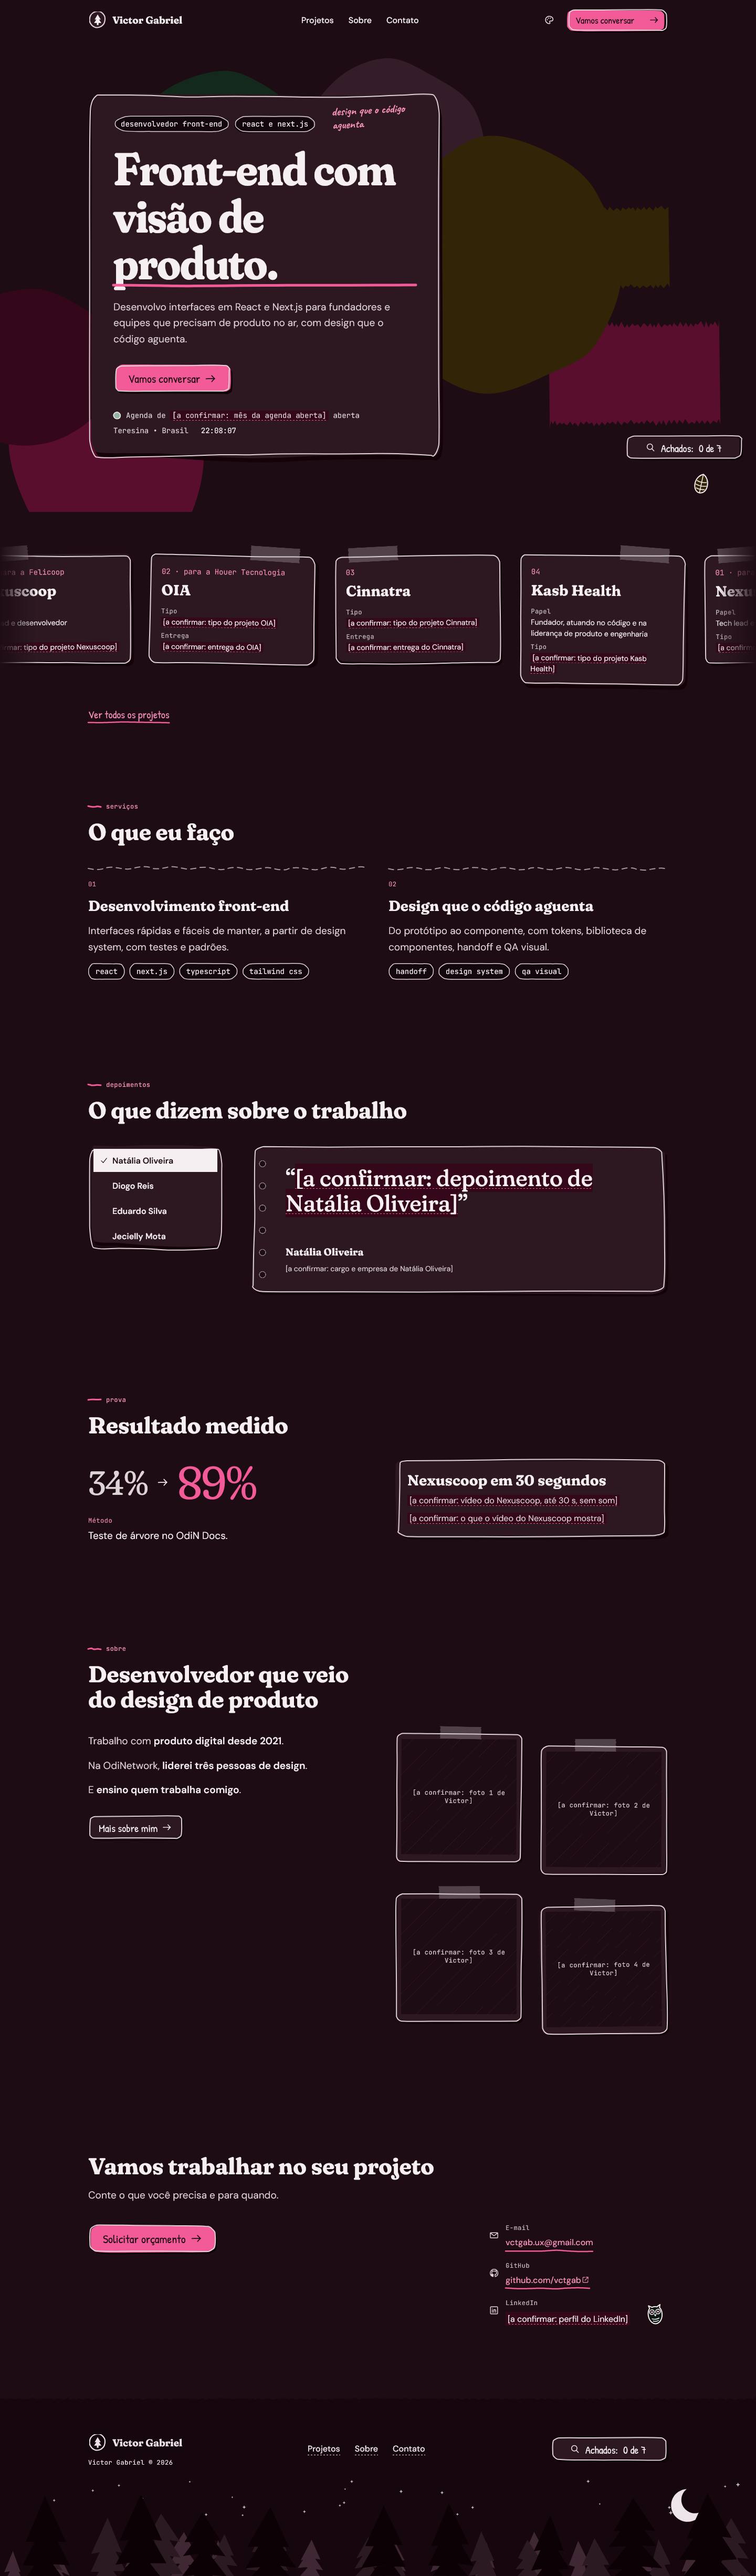 Victor Gabriel
Projetos Sobre Contato
Vamos conversar
desenvolvedor front-end
react e next.js
design que o código
aguenta
Front-end com
visão de
produto.
Desenvolvo interfaces em React e Next.js para fundadores e
equipes que precisam de produto no ar, com design que o
código aguenta.
Vamos conversar
Agenda de [a confirmar: mês da agenda aberta] aberta
Teresina • Brasil 22:08:07
Achados: 0 de 7
a Felicoop
uscoop
e desenvolvedor
tipo do projeto Nexuscoop]
02 · para a Houer Tecnologia
OIA
Tipo
[a confirmar: tipo do projeto OIA]
Entrega
[a confirmar: entrega do OIA]
03
Cinnatra
Tipo
[a confirmar: tipo do projeto Cinnatra]
Entrega
[a confirmar: entrega do Cinnatra]
04
Kasb Health
Papel
Fundador, atuando no código e na
liderança de produto e engenharia
Tipo
[a confirmar: tipo do projeto Kasb
Health]
01 · par
Nexu
Papel
Tech lead
Tipo
[a confirm
Ver todos os projetos
serviços
O que eu faço
01
Desenvolvimento front-end
Interfaces rápidas e fáceis de manter, a partir de design
system, com testes e padrões.
react
next.js
typescript
tailwind css
02
Design que o código aguenta
Do protótipo ao componente, com tokens, biblioteca de
componentes, handoff e QA visual.
handoff
design system
qa visual
depoimentos
O que dizem sobre o trabalho
Natália Oliveira
Diogo Reis
Eduardo Silva
Jecielly Mota
“[a confirmar: depoimento de
Natália Oliveira]”
Natália Oliveira
[a confirmar: cargo e empresa de Natália Oliveira]
prova
Resultado medido
34% → 89%
Método
Teste de árvore no OdiN Docs.
Nexuscoop em 30 segundos
[a confirmar: vídeo do Nexuscoop, até 30 s, sem som]
[a confirmar: o que o vídeo do Nexuscoop mostra]
sobre
Desenvolvedor que veio
do design de produto
Trabalho com produto digital desde 2021.
Na OdiNetwork, liderei três pessoas de design.
E ensino quem trabalha comigo.
Mais sobre mim
[a confirmar: foto 1 de
Victor]
[a confirmar: foto 2 de
Victor]
[a confirmar: foto 3 de
Victor]
[a confirmar: foto 4 de
Victor]
Vamos trabalhar no seu projeto
Conte o que você precisa e para quando.
Solicitar orçamento
E-mail
vctgab.ux@gmail.com
GitHub
github.com/vctgab
LinkedIn
[a confirmar: perfil do LinkedIn]
Victor Gabriel
Victor Gabriel © 2026
Projetos Sobre Contato
Achados: 0 de 7